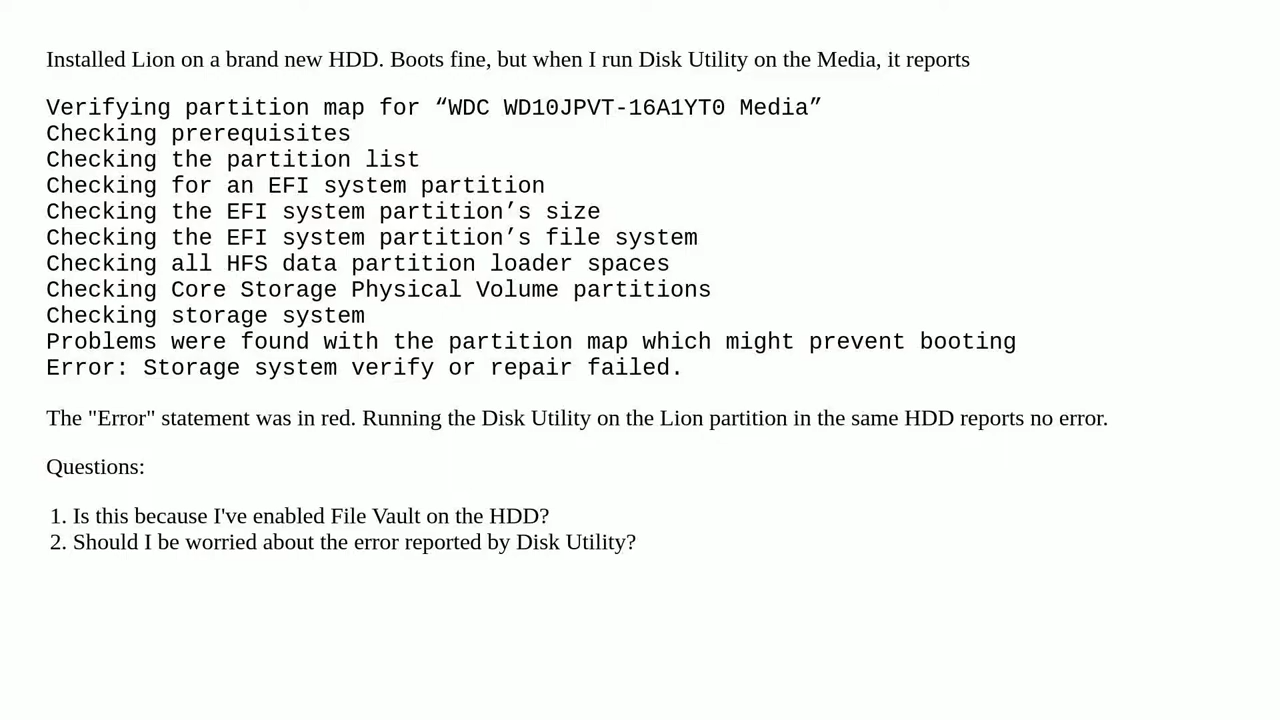 Installed Lion on a brand new HDD. Boots fine, but when I run Disk Utility on the Media, it reports
Verifying partition map for “WDC WD10JPVT-16A1YT0 Media”
Checking prerequisites
Checking the partition list
Checking for an EFI system partition
Checking the EFI system partition’s size
Checking the EFI system partition’s file system
Checking all HFS data partition loader spaces
Checking Core Storage Physical Volume partitions
Checking storage system
Problems were found with the partition map which might prevent booting
Error: Storage system verify or repair failed.
The "Error" statement was in red. Running the Disk Utility on the Lion partition in the same HDD reports no error.
Questions:
1. Is this because I've enabled File Vault on the HDD?
2. Should I be worried about the error reported by Disk Utility?